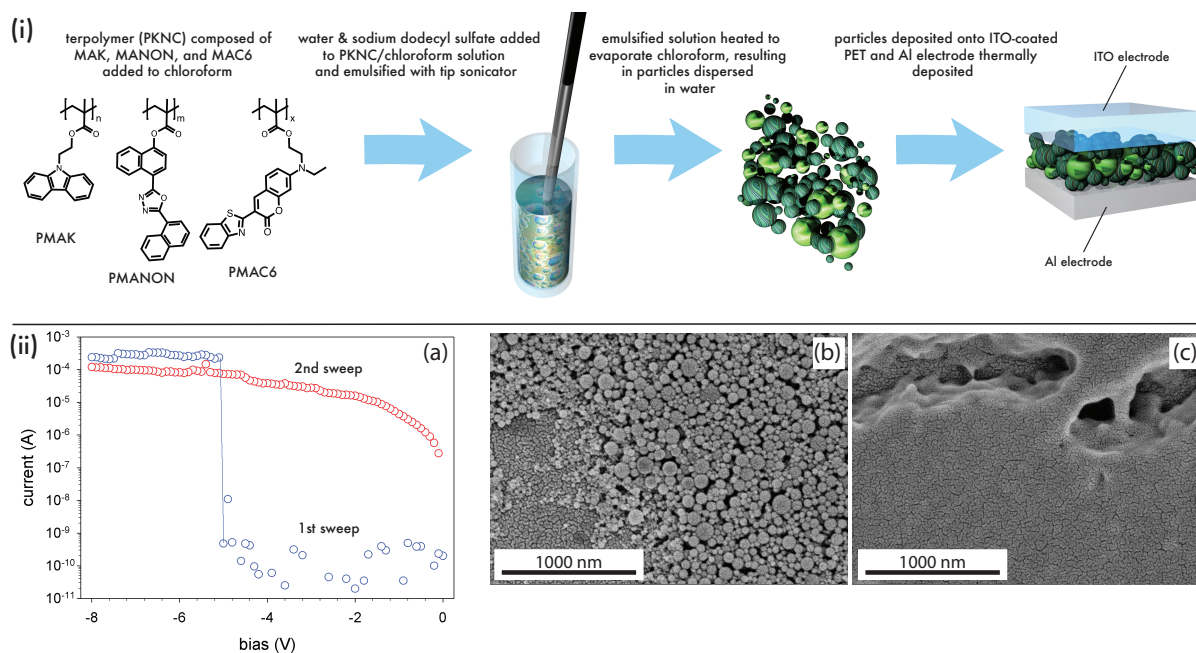 (i)
terpolymer (PKNC) composed of
MAK, MANON, and MAC6
added to chloroform
water & sodium dodecyl sulfate added
to PKNC/chloroform solution
and emulsified with tip sonicator
emulsified solution heated to
evaporate chloroform, resulting
in particles dispersed
in water
particles deposited onto ITO-coated
PET and Al electrode thermally
deposited
ITO electrode
n
m
x
O
O
O
O
O
O
N
N
N
N
O
S
N
O
O
PMAK
PMANON
PMAC6
Al electrode
(ii)
(a)
(b)
(c)
10-3
10-4
10-5
10-6
10-7
10-8
10-9
10-10
10-11
current (A)
2nd sweep
1st sweep
-8
-6
-4
-2
0
bias (V)
1000 nm
1000 nm